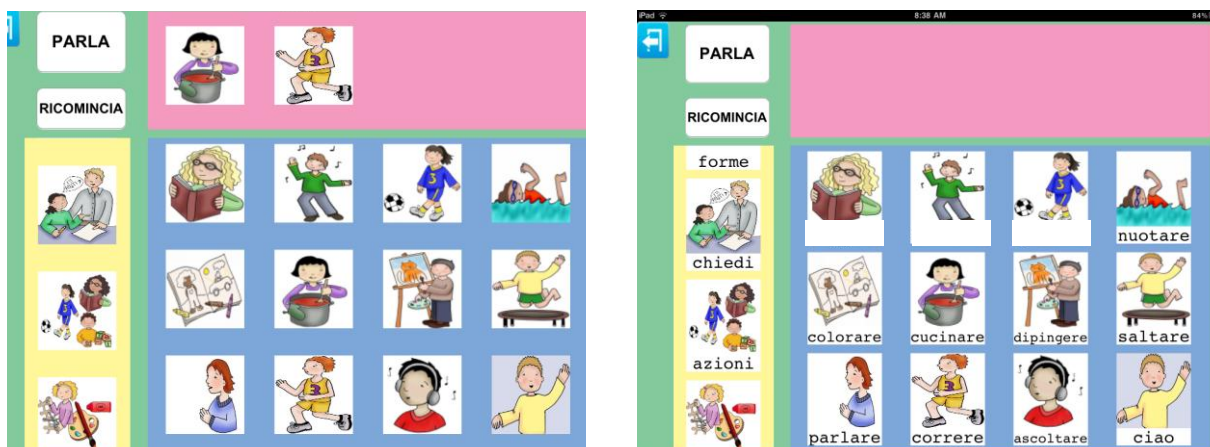 PARLA
RICOMINCIA
iPad 8:38 AM 84%
PARLA
RICOMINCIA
forme
nuotare
chiedi
colorare cucinare dipingere saltare
azioni
parlare correre ascoltare ciao